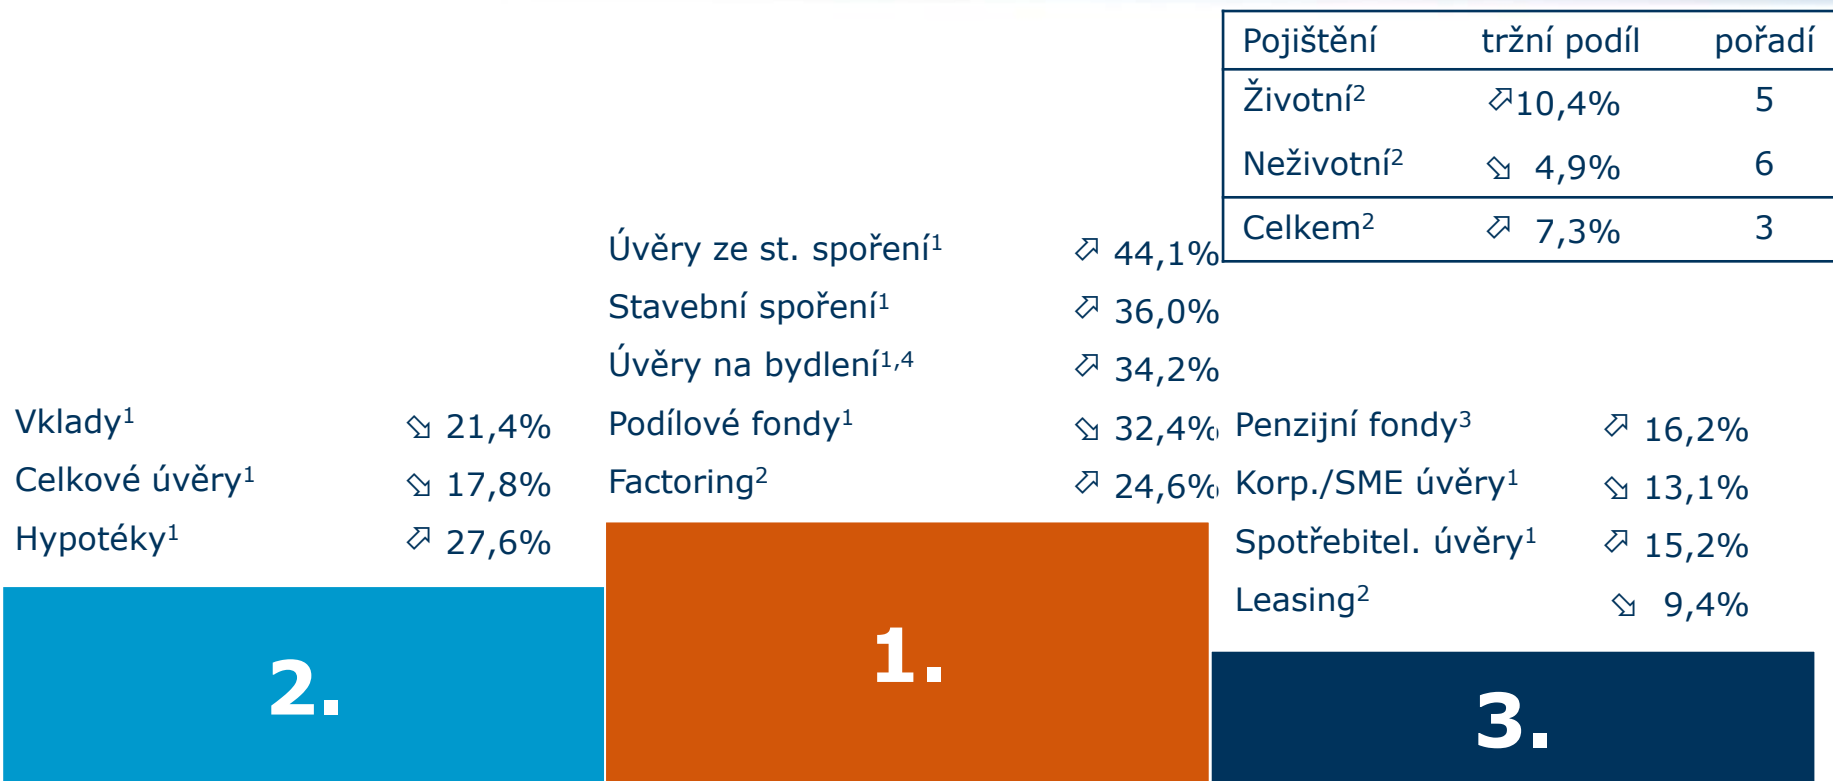 Pojištění tržní podíl pořadí
Životní² ⬀10,4% 5
Neživotní² ⬂ 4,9% 6
Celkem² ⬀ 7,3% 3
Úvěry ze st. spoření¹ ⬀ 44,1%
Stavební spoření¹ ⬀ 36,0%
Úvěry na bydlení¹,⁴ ⬀ 34,2%
Podílové fondy¹ ⬂ 32,4%
Factoring² ⬀ 24,6%
1.
Vklady¹ ⬂ 21,4%
Celkové úvěry¹ ⬂ 17,8%
Hypotéky¹ ⬀ 27,6%
2.
Penzijní fondy³ ⬀ 16,2%
Korp./SME úvěry¹ ⬂ 13,1%
Spotřebitel. úvěry¹ ⬀ 15,2%
Leasing² ⬂ 9,4%
3.